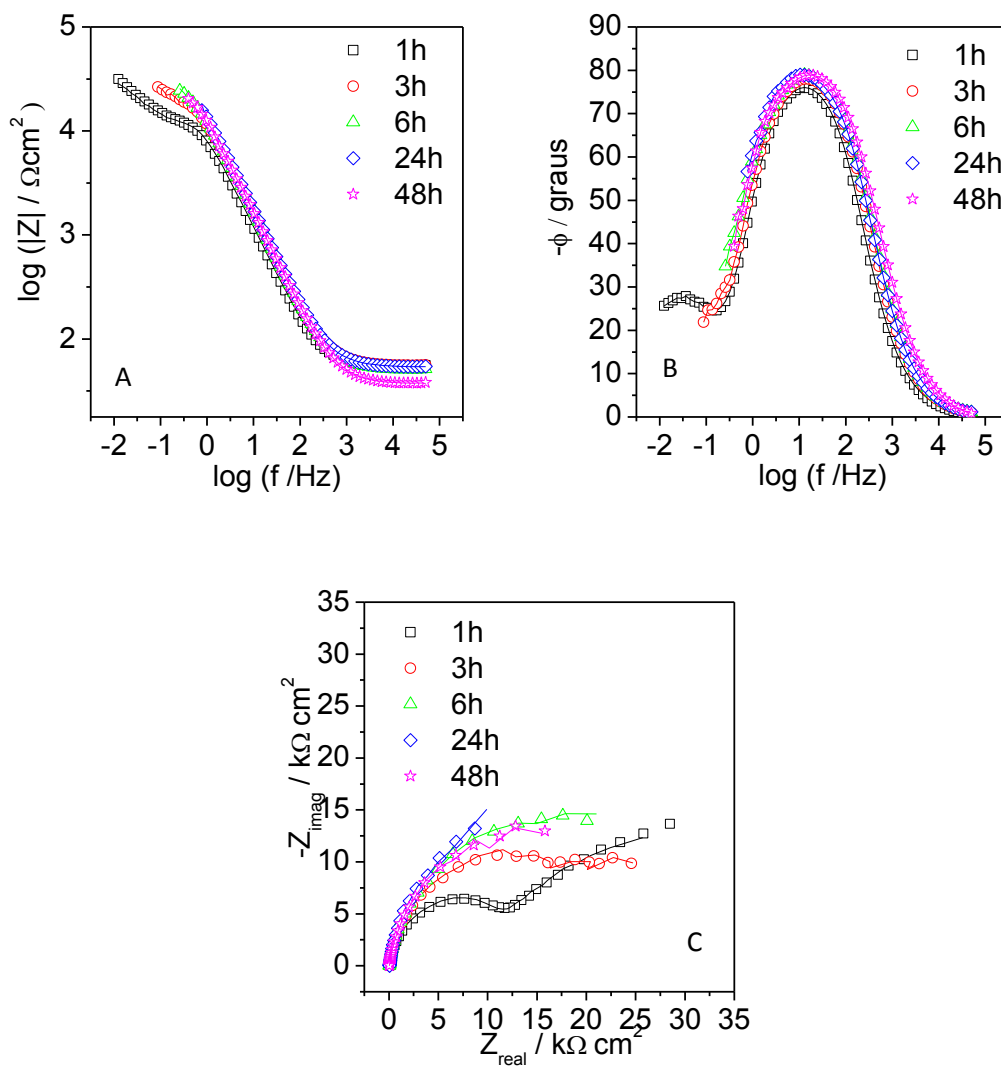 5
4
3
2
-2 -1 0 1 2 3 4 5
log (|Z| / Ωcm²)
log (f /Hz)
1h
3h
6h
24h
48h
A
90
80
70
60
50
40
30
20
10
0
-2 -1 0 1 2 3 4 5
-ϕ / graus
log (f /Hz)
1h
3h
6h
24h
48h
B
35
30
25
20
15
10
5
0
0 5 10 15 20 25 30 35
-Z_imag / kΩ cm²
Z_real / kΩ cm²
1h
3h
6h
24h
48h
C